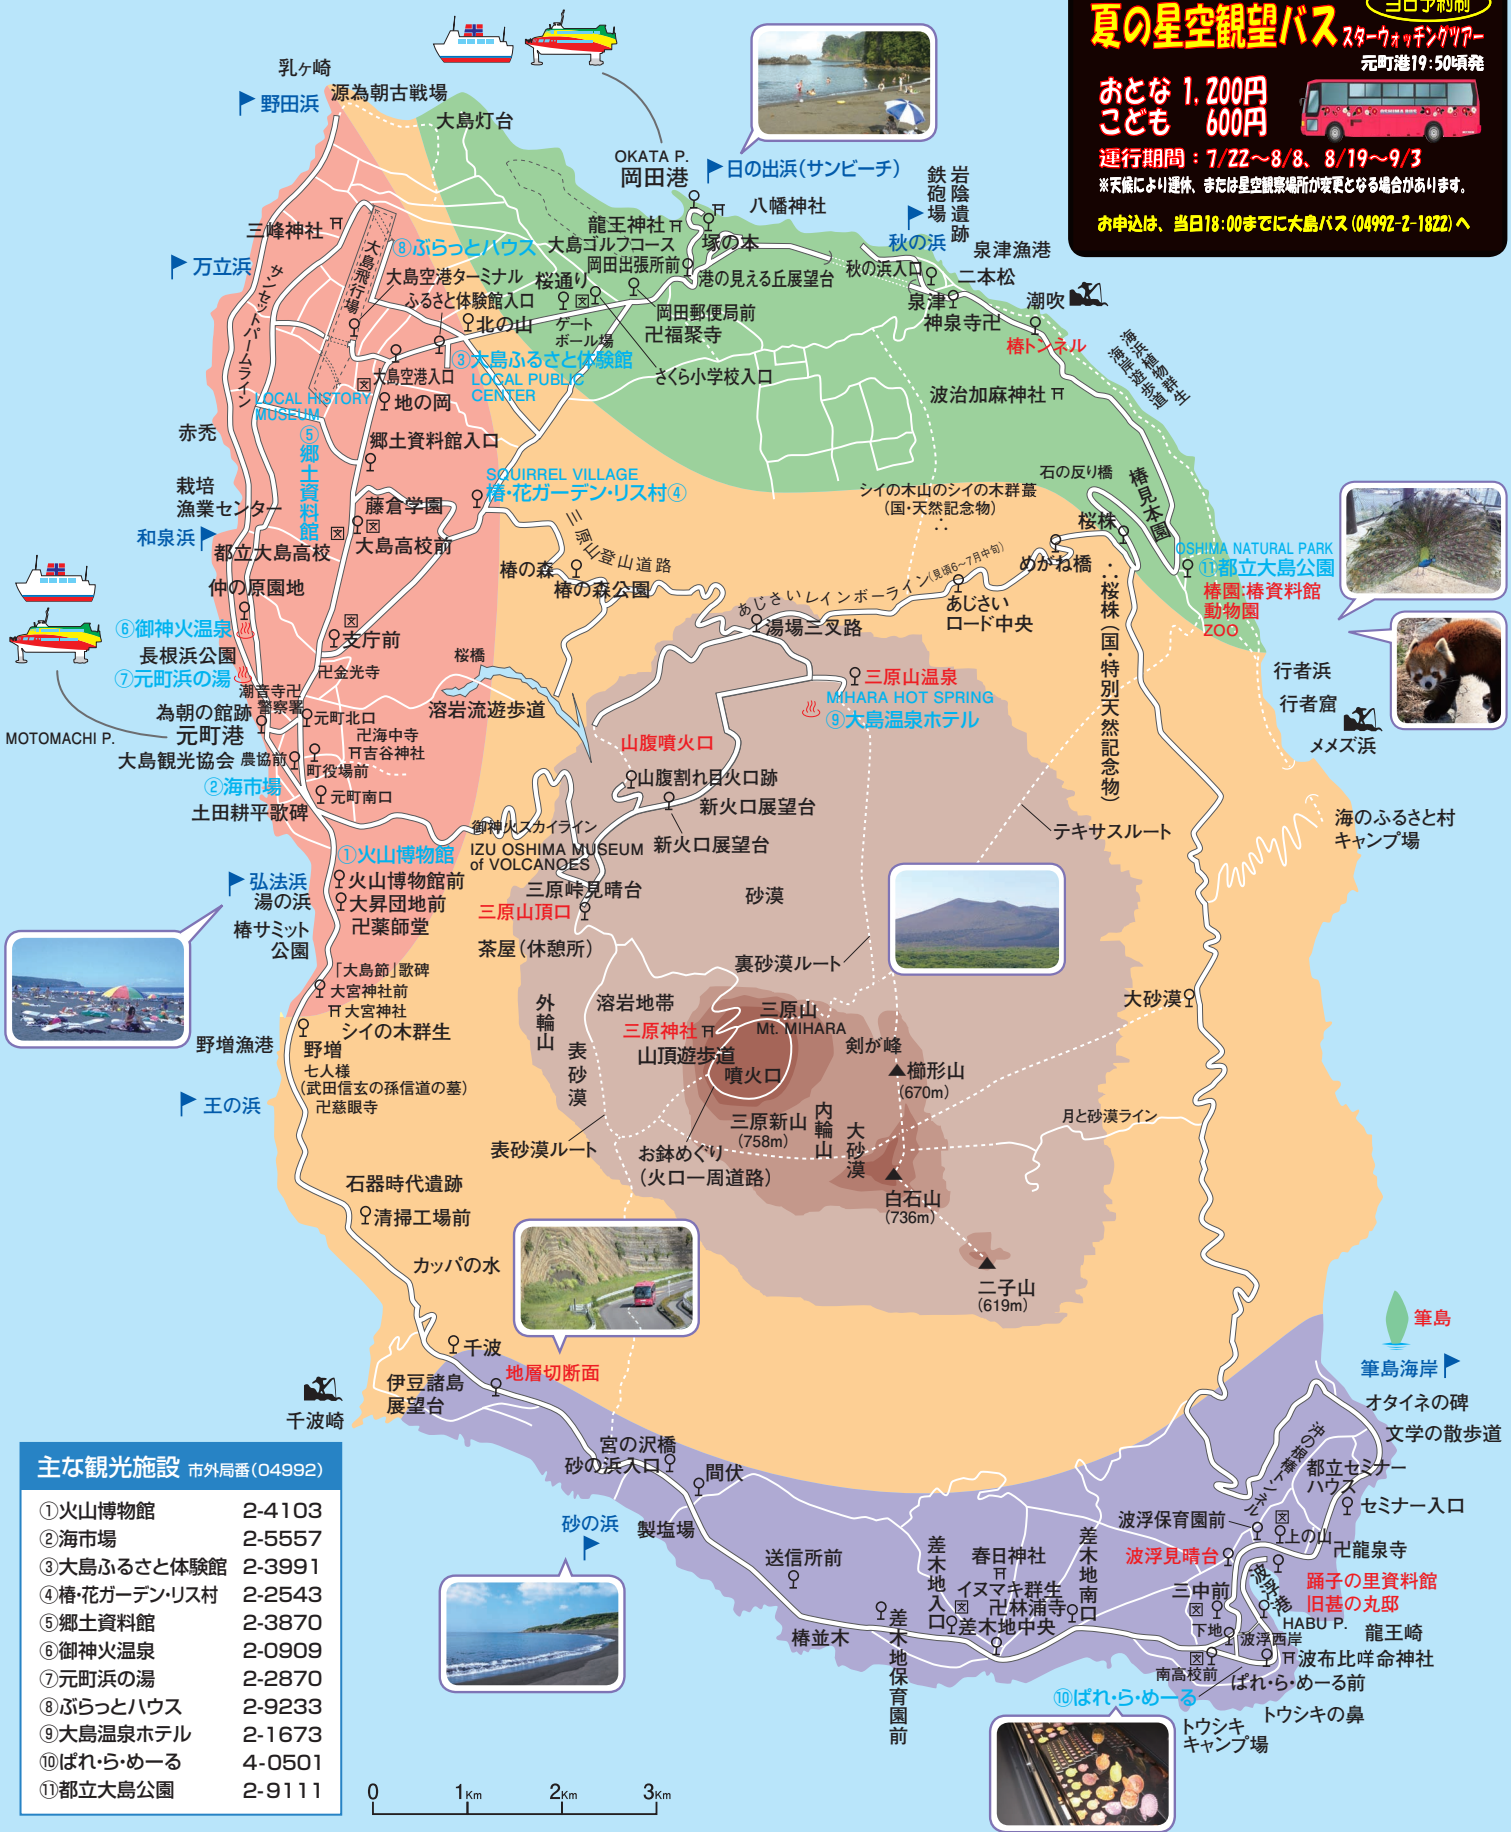 ヨロ予約制
夏の星空観望バス
スターウォッチングツアー
元町港19:50頃発
おとな 1,200円
こども 600円
運行期間：7/22〜8/8、8/19〜9/3
※天候により運休、または星空観察場所が変更となる場合があります。
お申込は、当日18:00までに大島バス(04992-2-1822)へ
乳ヶ崎
野田浜
源為朝古戦場
大島灯台
OKATA P.
岡田港
日の出浜(サンビーチ)
鉄砲場
岩陰遺跡
秋の浜
八幡神社
龍王神社
塚の本
大島ゴルフコース
岡田出張所前
港の見える丘展望台
桜通り
岡田郵便局前
ゲートボール場
卍福聚寺
さくら小学校入口
秋の浜入口
泉津漁港
二本松
泉津
神泉寺卍
潮吹
椿トンネル
海浜植物群生
海岸遊歩道
波治加麻神社
三峰神社
万立浜
サンセットパームライン
大島飛行場
⑧ぶらっとハウス
大島空港ターミナル
ふるさと体験館入口
北の山
③大島ふるさと体験館
LOCAL PUBLIC
CENTER
大島空港入口
LOCAL HISTORY
MUSEUM
地の岡
⑤郷土資料館
郷土資料館入口
赤禿
栽培
漁業センター
和泉浜
都立大島高校
藤倉学園
大島高校前
SQUIRREL VILLAGE
椿・花ガーデン・リス村④
三原山登山道路
椿の森
椿の森公園
シイの木山のシイの木群叢
(国・天然記念物)
石の反り橋
椿見本園
桜株
めがね橋
OSHIMA NATURAL PARK
⑪都立大島公園
椿園:椿資料館
動物園
ZOO
あじさいレインボーライン(見頃6〜7月中旬)
あじさい
ロード中央
桜株(国・特別天然記念物)
仲の原園地
⑥御神火温泉
支庁前
長根浜公園
⑦元町浜の湯
卍金光寺
潮音寺卍
警察署
為朝の館跡
元町港
MOTOMACHI P.
元町北口
卍海中寺
吉谷神社
大島観光協会
農協前
町役場前
②海市場
元町南口
土田耕平歌碑
桜橋
溶岩流遊歩道
湯場三叉路
三原山温泉
MIHARA HOT SPRING
⑨大島温泉ホテル
山腹噴火口
山腹割れ目火口跡
新火口展望台
新火口展望台
御神火スカイライン
IZU OSHIMA MUSEUM
of VOLCANOES
①火山博物館
火山博物館前
大昇団地前
卍薬師堂
弘法浜
湯の浜
椿サミット
公園
三原峠見晴台
三原山頂口
茶屋(休憩所)
砂漠
テキサスルート
裏砂漠ルート
行者浜
行者窟
メメズ浜
海のふるさと村
キャンプ場
「大島節」歌碑
大宮神社前
大宮神社
シイの木群生
野増漁港
野増
七人様
(武田信玄の孫信道の墓)
卍慈眼寺
王の浜
外輪山
溶岩地帯
表砂漠
三原神社
山頂遊歩道
三原山
Mt. MIHARA
噴火口
剣が峰
櫛形山
(670m)
三原新山
(758m)
内輪山
大砂漠
大砂漠
月と砂漠ライン
表砂漠ルート
お鉢めぐり
(火口一周道路)
白石山
(736m)
二子山
(619m)
石器時代遺跡
清掃工場前
カッパの水
千波
地層切断面
伊豆諸島
展望台
千波崎
筆島
筆島海岸
オタイネの碑
文学の散歩道
沖の根椿トンネル
都立セミナー
ハウス
セミナー入口
宮の沢橋
砂の浜入口
間伏
砂の浜
製塩場
送信所前
椿並木
差木地保育園前
差木地入口
春日神社
イヌマキ群生
卍林浦寺
差木地中央
差木地南口
波浮保育園前
上の山
波浮見晴台
卍龍泉寺
踊子の里資料館
旧甚の丸邸
三中前
波浮港
HABU P.
龍王崎
下地
波浮西岸
波布比咩命神社
南高校前
ぱれ・ら・めーる前
⑩ぱれ・ら・めーる
トウシキの鼻
トウシキ
キャンプ場
主な観光施設 市外局番(04992)
①火山博物館 2-4103
②海市場 2-5557
③大島ふるさと体験館 2-3991
④椿・花ガーデン・リス村 2-2543
⑤郷土資料館 2-3870
⑥御神火温泉 2-0909
⑦元町浜の湯 2-2870
⑧ぶらっとハウス 2-9233
⑨大島温泉ホテル 2-1673
⑩ぱれ・ら・めーる 4-0501
⑪都立大島公園 2-9111
0 1Km 2Km 3Km